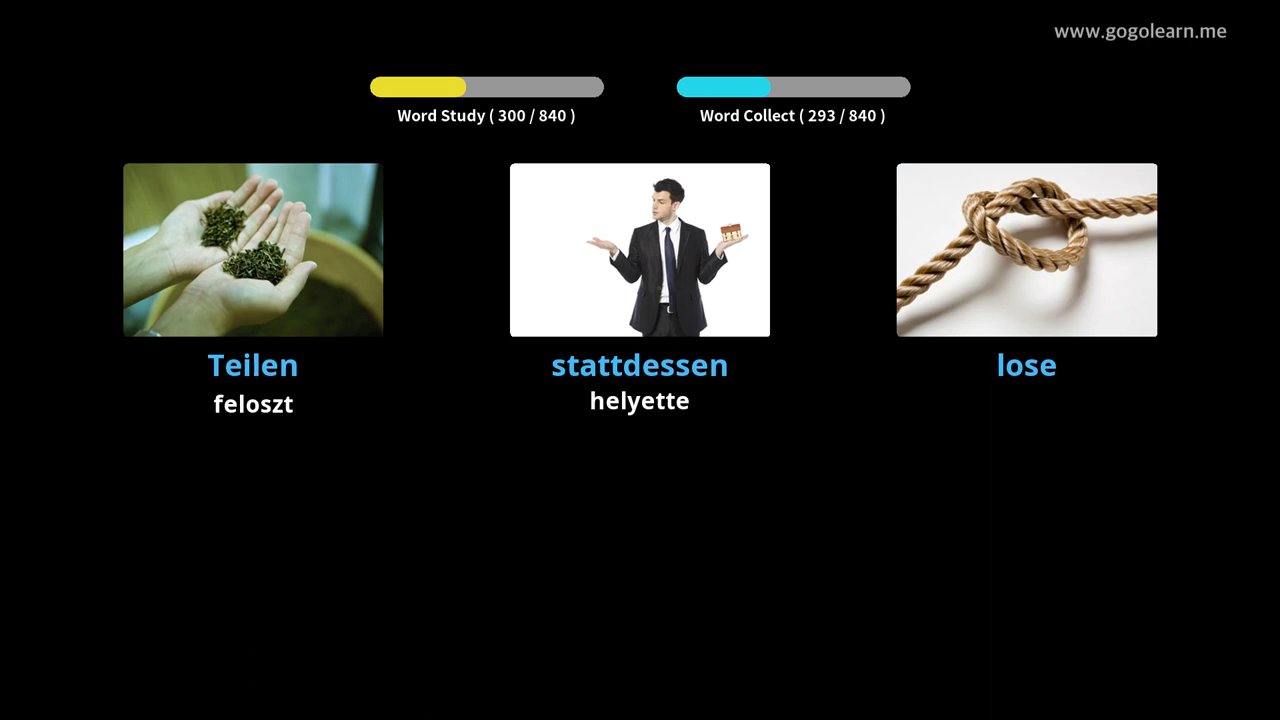 www.gogolearn.me
Word Study ( 300 / 840 )
Word Collect ( 293 / 840 )
Teilen
feloszt
stattdessen
helyette
lose